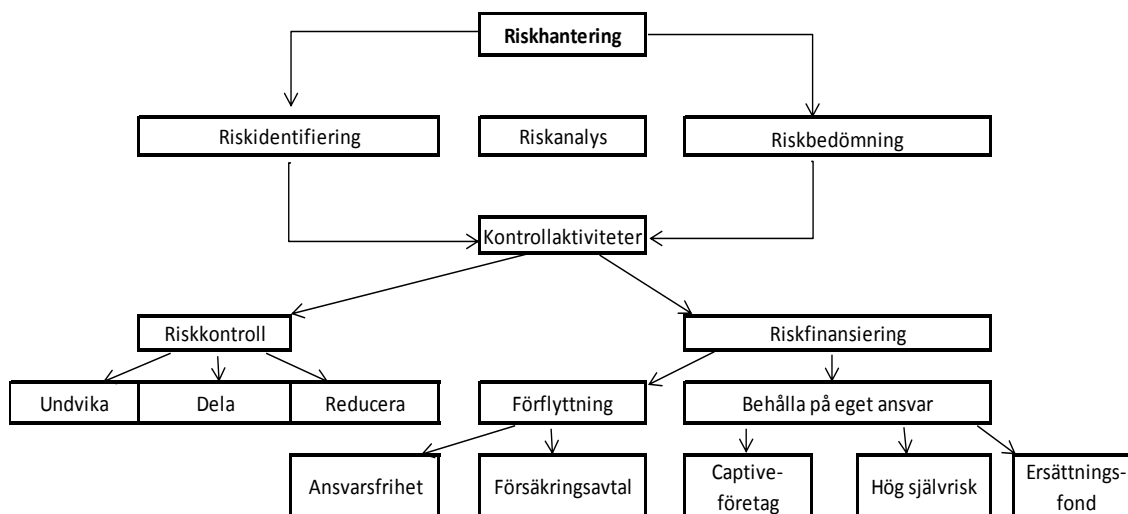 Riskhantering
Riskidentifiering
Riskanalys
Riskbedömning
Kontrollaktiviteter
Riskkontroll
Riskfinansiering
Undvika
Dela
Reducera
Förflyttning
Behålla på eget ansvar
Ansvarsfrihet
Försäkringsavtal
Captive-
företag
Hög självrisk
Ersättnings-
fond